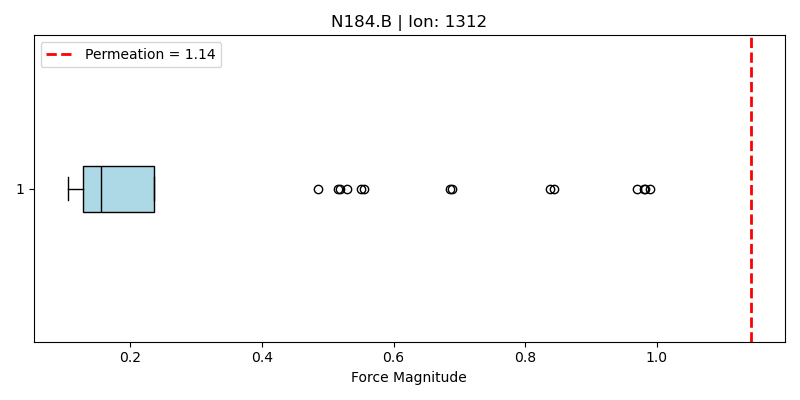 N184.B | Ion: 1312
Permeation = 1.14
1
0.2 0.4 0.6 0.8 1.0
Force Magnitude